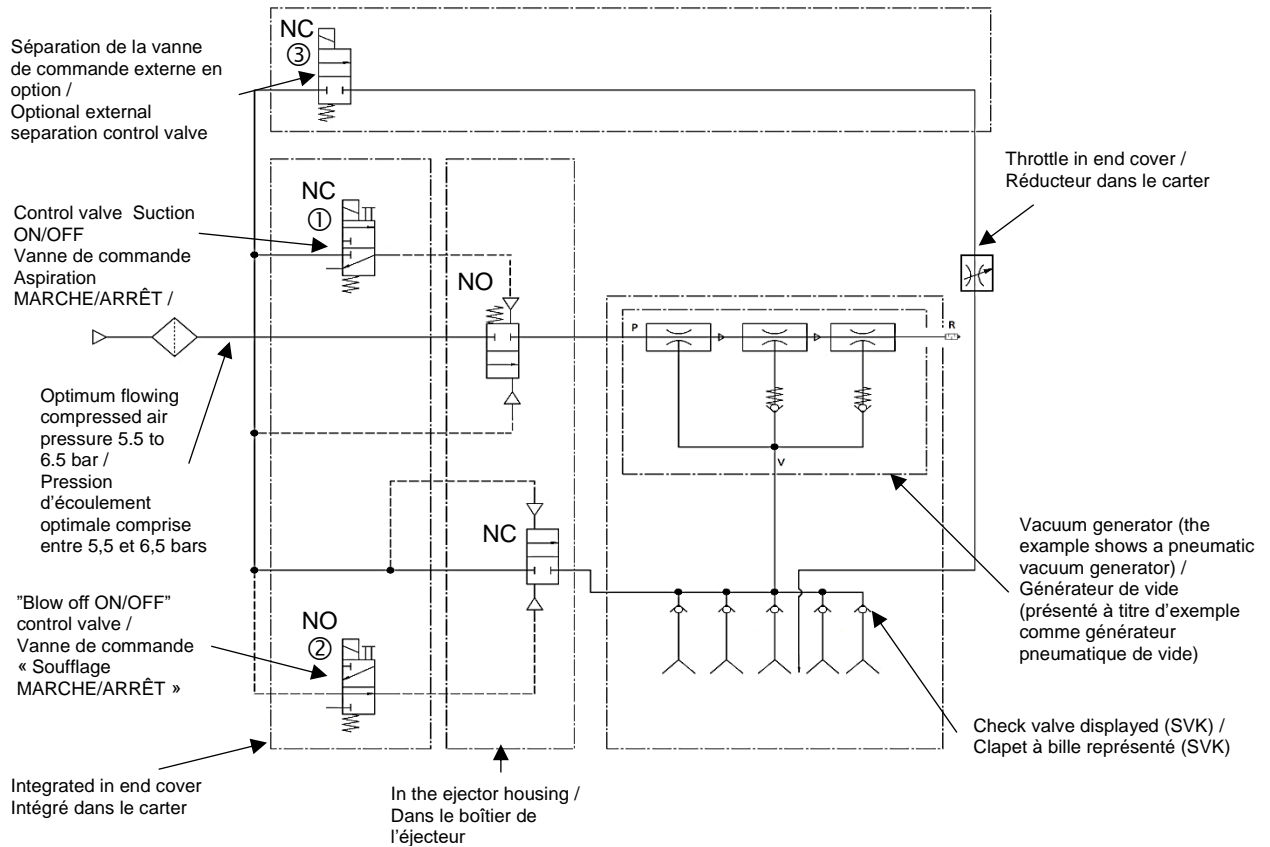 Séparation de la vanne
de commande externe en
option /
Optional external
separation control valve
NC
③
Throttle in end cover /
Réducteur dans le carter
Control valve  Suction
ON/OFF
Vanne de commande
Aspiration
MARCHE/ARRÊT /
NC
①
NO
P
R
V
Optimum flowing
compressed air
pressure 5.5 to
6.5 bar /
Pression
d'écoulement
optimale comprise
entre 5,5 et 6,5 bars
NC
Vacuum generator (the
example shows a pneumatic
vacuum generator) /
Générateur de vide
(présenté à titre d'exemple
comme générateur
pneumatique de vide)
"Blow off ON/OFF"
control valve /
Vanne de commande
« Soufflage
MARCHE/ARRÊT »
NO
②
Check valve displayed (SVK) /
Clapet à bille représenté (SVK)
Integrated in end cover
Intégré dans le carter
In the ejector housing /
Dans le boîtier de
l'éjecteur